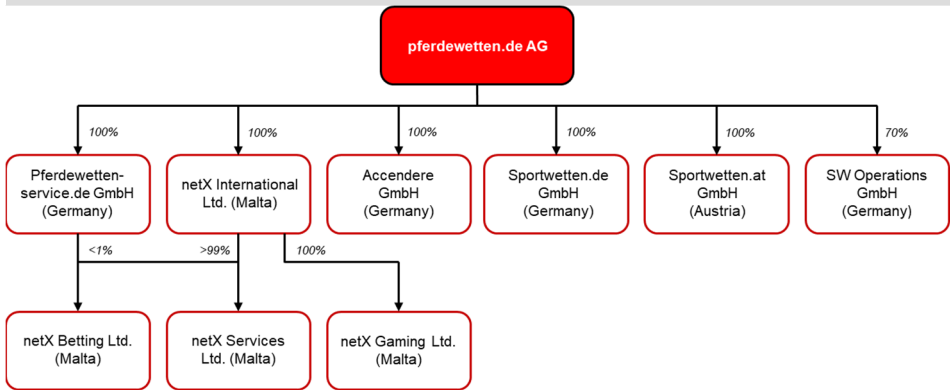 pferdewetten.de AG
100%
100%
100%
100%
100%
70%
Pferdewetten-
service.de GmbH
(Germany)
netX International
Ltd. (Malta)
Accendere
GmbH
(Germany)
Sportwetten.de
GmbH
(Germany)
Sportwetten.at
GmbH
(Austria)
SW Operations
GmbH
(Germany)
<1%
>99%
100%
netX Betting Ltd.
(Malta)
netX Services
Ltd. (Malta)
netX Gaming Ltd.
(Malta)